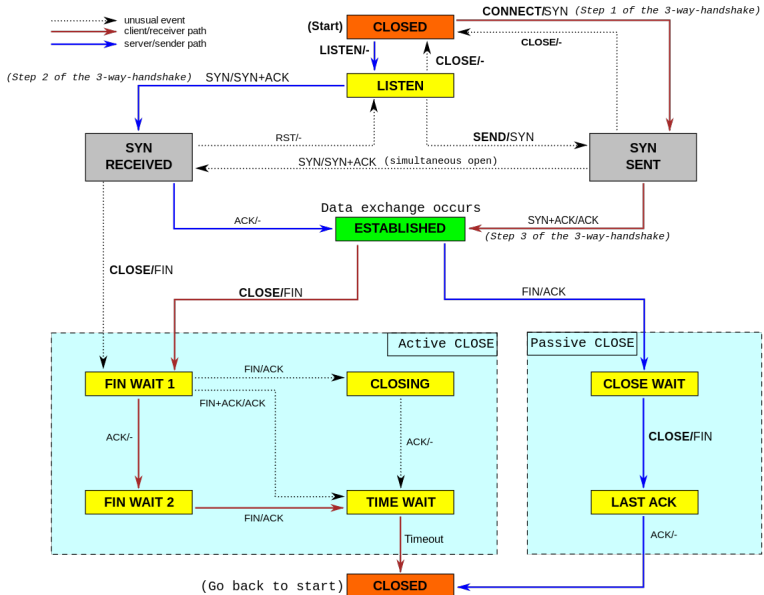 unusual event
client/receiver path
server/sender path
(Start)
CLOSED
CONNECT/SYN (Step 1 of the 3-way-handshake)
LISTEN/-
CLOSE/-
CLOSE/-
(Step 2 of the 3-way-handshake)
SYN/SYN+ACK
LISTEN
RST/-
SEND/SYN
SYN
RECEIVED
SYN
SENT
SYN/SYN+ACK (simultaneous open)
Data exchange occurs
ACK/-
ESTABLISHED
SYN+ACK/ACK
(Step 3 of the 3-way-handshake)
CLOSE/FIN
CLOSE/FIN
FIN/ACK
Active CLOSE
Passive CLOSE
FIN WAIT 1
FIN/ACK
CLOSING
CLOSE WAIT
FIN+ACK/ACK
ACK/-
ACK/-
CLOSE/FIN
FIN WAIT 2
TIME WAIT
LAST ACK
FIN/ACK
Timeout
ACK/-
(Go back to start)
CLOSED